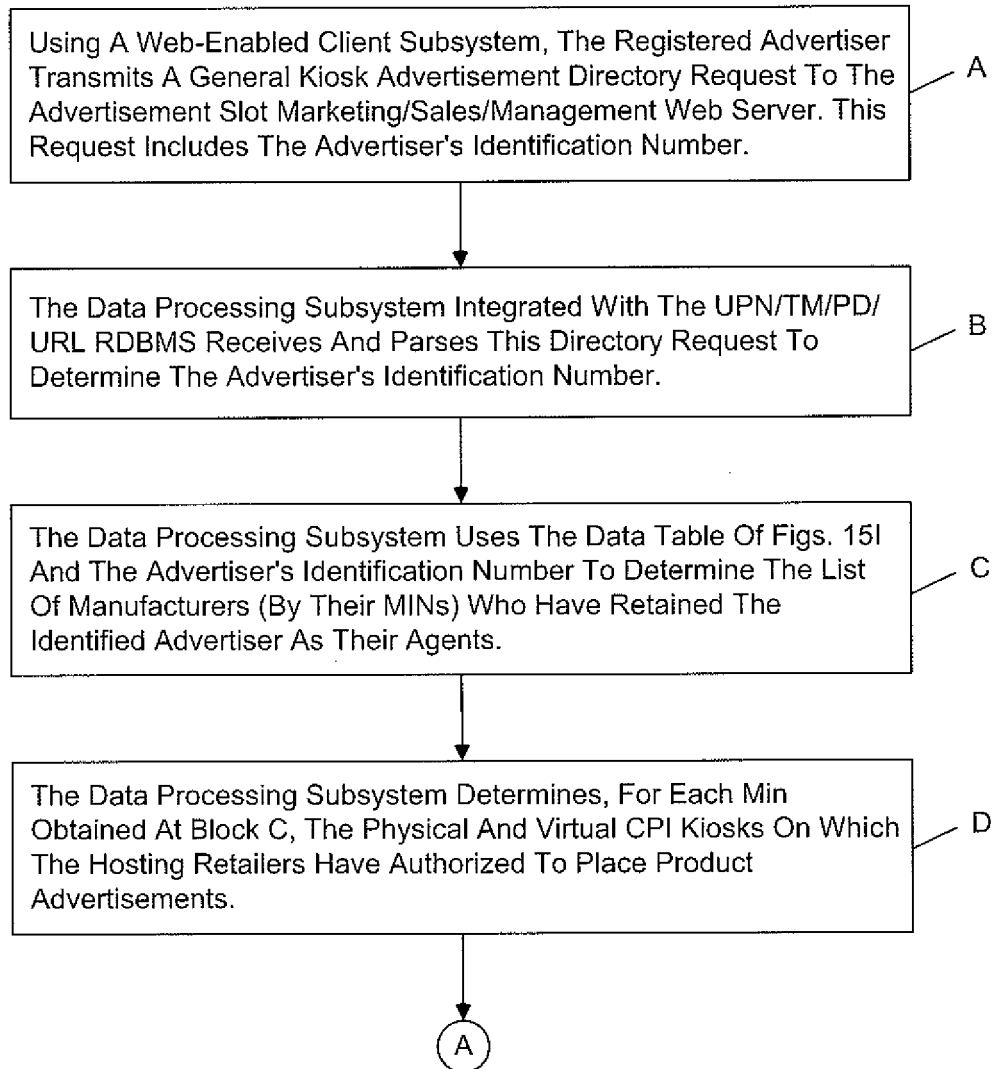 Using A Web-Enabled Client Subsystem, The Registered Advertiser
Transmits A General Kiosk Advertisement Directory Request To The
Advertisement Slot Marketing/Sales/Management Web Server. This
Request Includes The Advertiser's Identification Number.
A
The Data Processing Subsystem Integrated With The UPN/TM/PD/
URL RDBMS Receives And Parses This Directory Request To
Determine The Advertiser's Identification Number.
B
The Data Processing Subsystem Uses The Data Table Of Figs. 15I
And The Advertiser's Identification Number To Determine The List
Of Manufacturers (By Their MINs) Who Have Retained The
Identified Advertiser As Their Agents.
C
The Data Processing Subsystem Determines, For Each Min
Obtained At Block C, The Physical And Virtual CPI Kiosks On Which
The Hosting Retailers Have Authorized To Place Product
Advertisements.
D
A